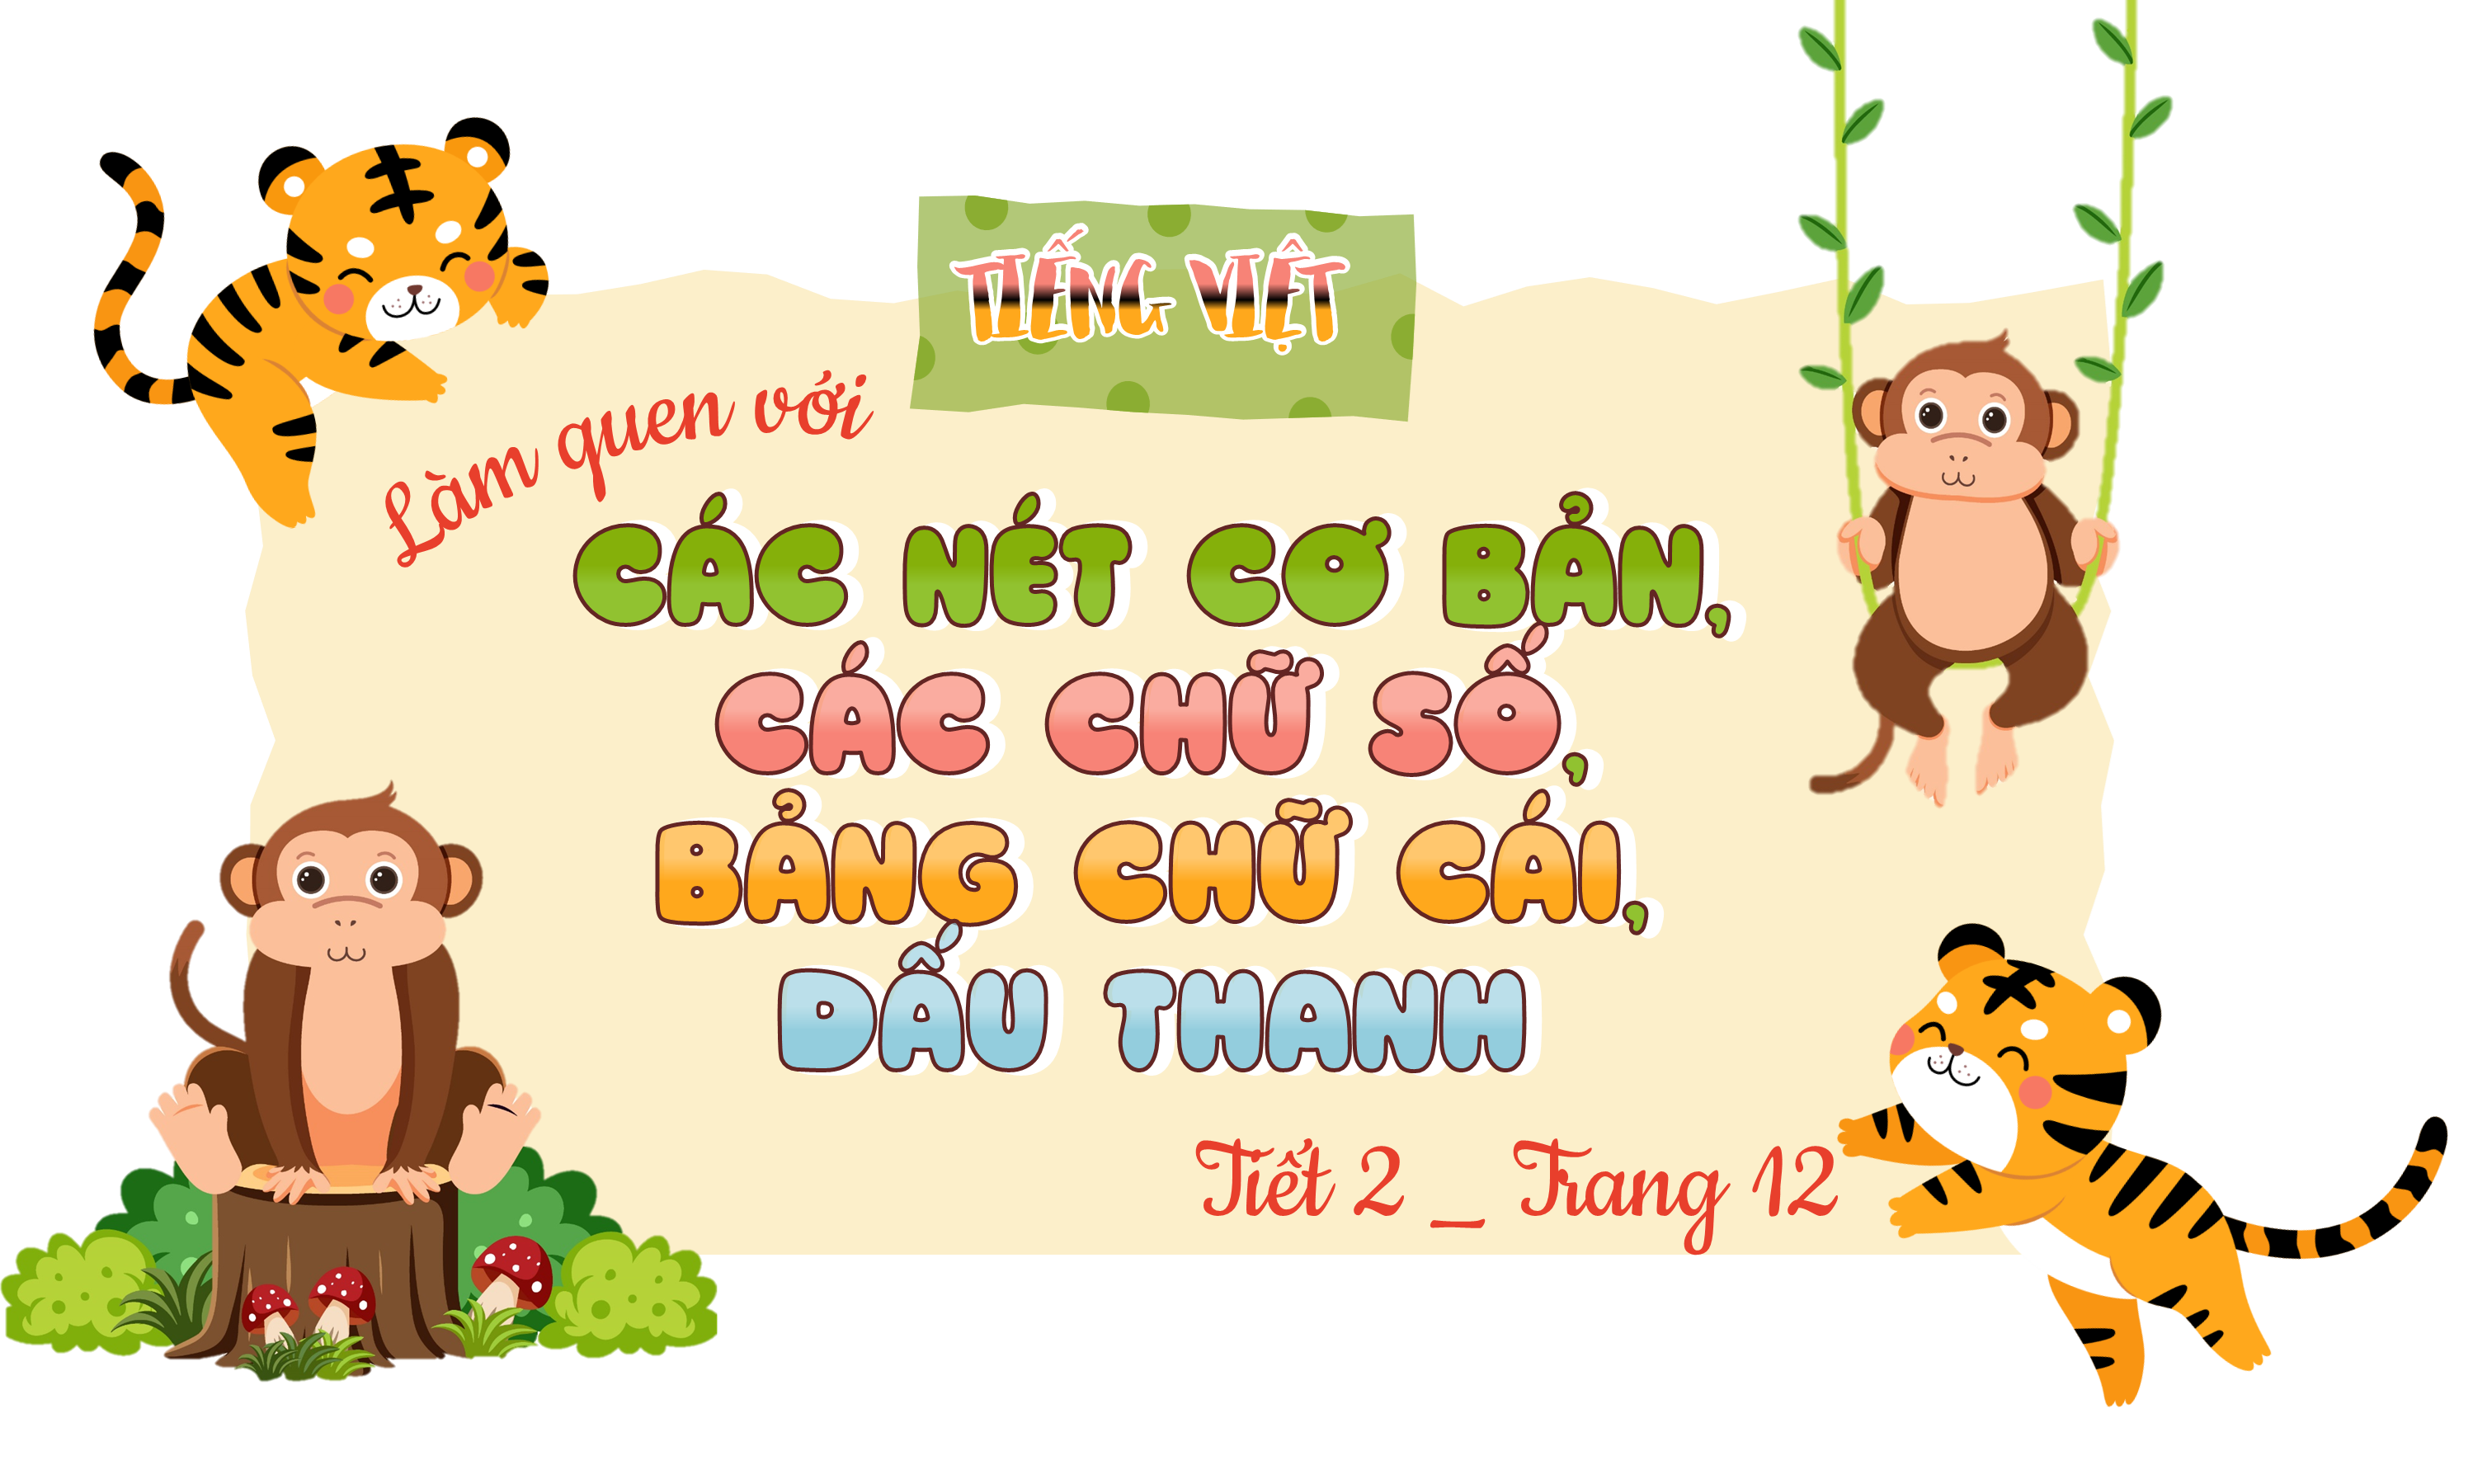 TIẾNG VIỆT
Làm quen với
CÁC NÉT CƠ BẢN,
CÁC CHỮ SỐ,
BẢNG CHỮ CÁI,
DẤU THANH
Tiết 2 _ Trang 12